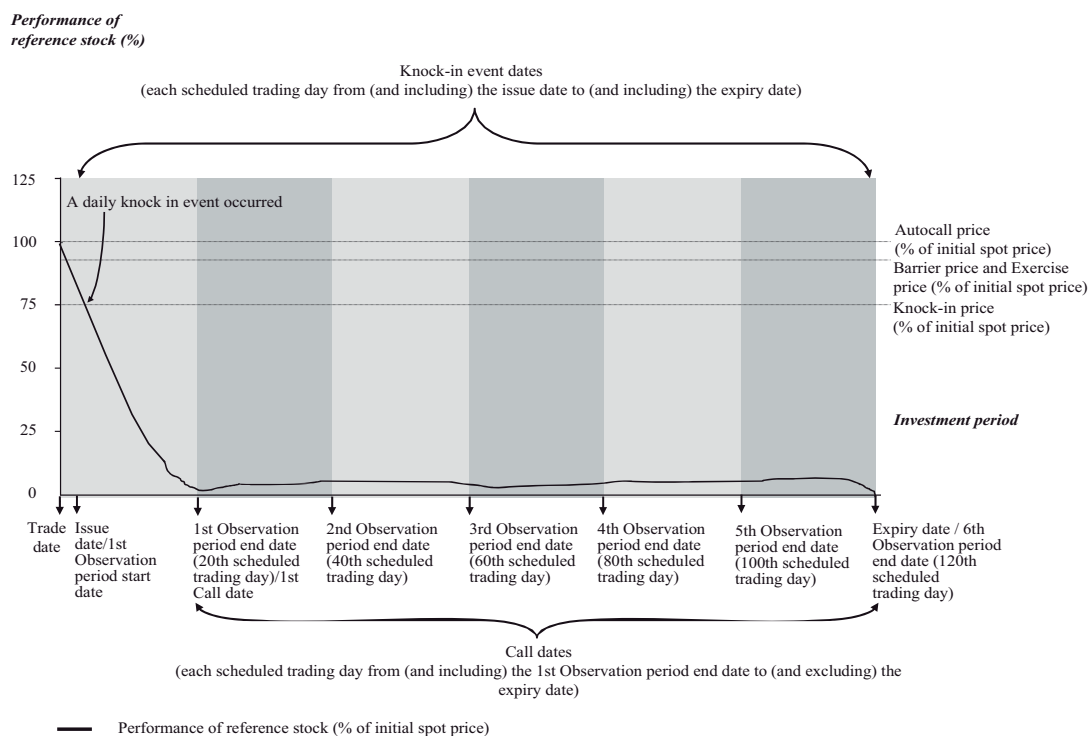 Performance of
reference stock (%)
Knock-in event dates
(each scheduled trading day from (and including) the issue date to (and including) the expiry date)
125
A daily knock in event occurred
100
75
50
25
0
Autocall price
(% of initial spot price)
Barrier price and Exercise
price (% of initial spot price)
Knock-in price
(% of initial spot price)
Investment period
Trade
date
Issue
date/1st
Observation
period start
date
1st Observation
period end date
(20th scheduled
trading day)/1st
Call date
2nd Observation
period end date
(40th scheduled
trading day)
3rd Observation
period end date
(60th scheduled
trading day)
4th Observation
period end date
(80th scheduled
trading day)
5th Observation
period end date
(100th scheduled
trading day)
Expiry date / 6th
Observation period
end date (120th
scheduled
trading day)
Call dates
(each scheduled trading day from (and including) the 1st Observation period end date to (and excluding) the
expiry date)
Performance of reference stock (% of initial spot price)